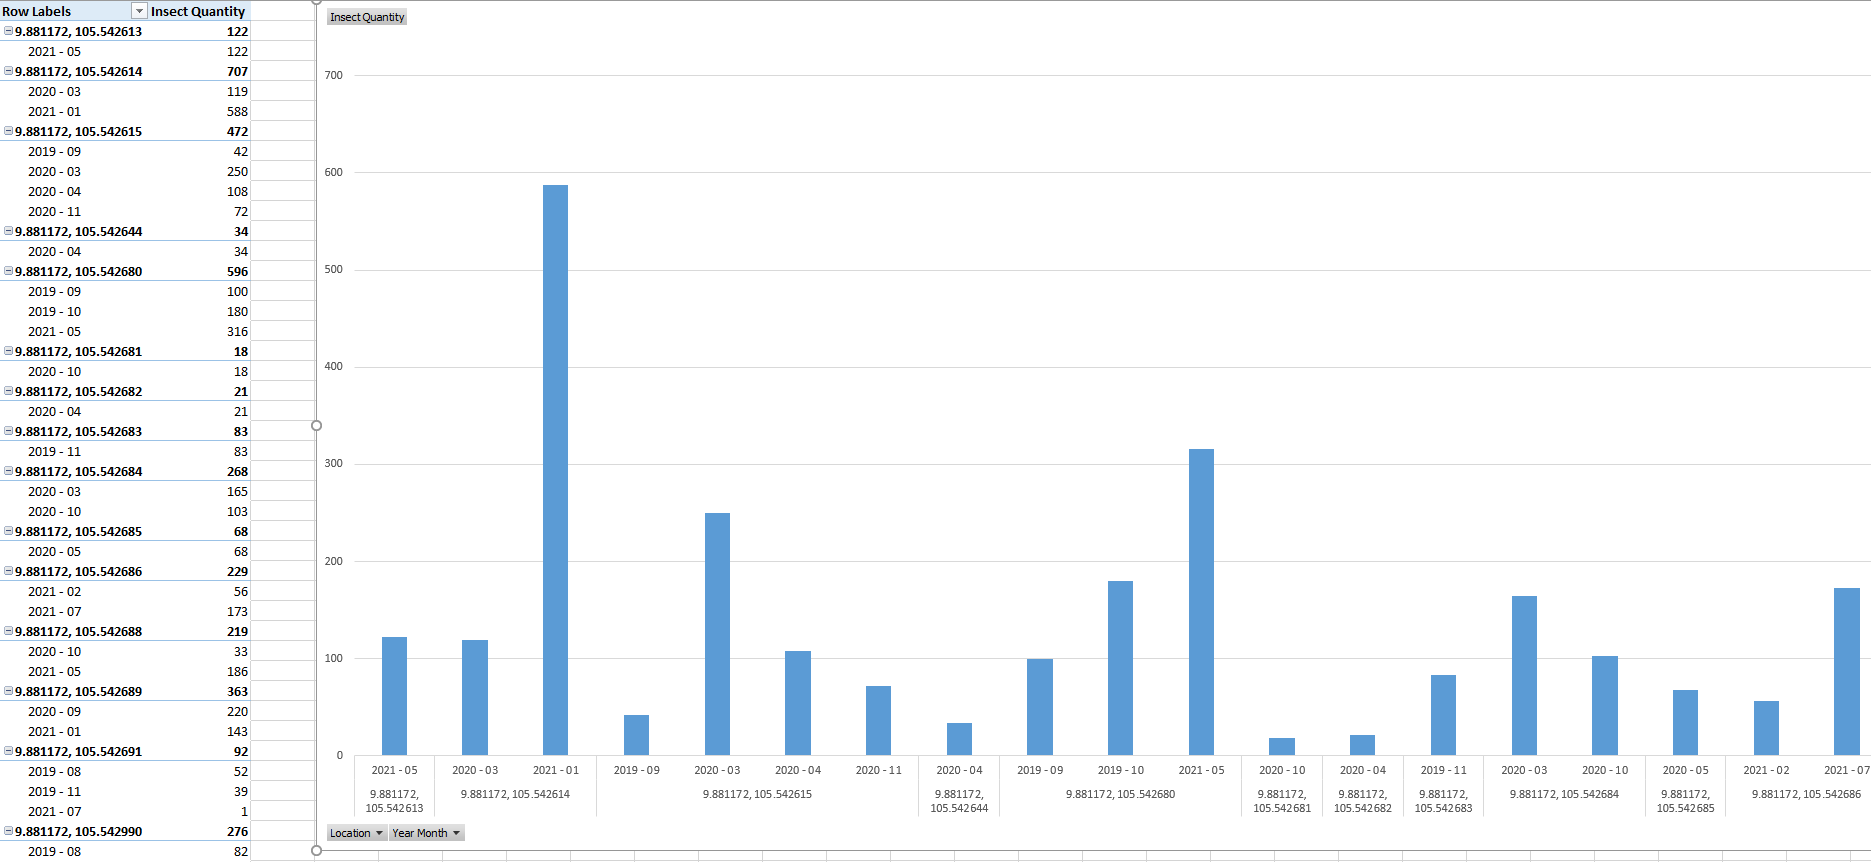 Row Labels Insect Quantity
9.881172, 105.542613 122
2021 - 05 122
9.881172, 105.542614 707
2020 - 03 119
2021 - 01 588
9.881172, 105.542615 472
2019 - 09 42
2020 - 03 250
2020 - 04 108
2020 - 11 72
9.881172, 105.542644 34
2020 - 04 34
9.881172, 105.542680 596
2019 - 09 100
2019 - 10 180
2021 - 05 316
9.881172, 105.542681 18
2020 - 10 18
9.881172, 105.542682 21
2020 - 04 21
9.881172, 105.542683 83
2019 - 11 83
9.881172, 105.542684 268
2020 - 03 165
2020 - 10 103
9.881172, 105.542685 68
2020 - 05 68
9.881172, 105.542686 229
2021 - 02 56
2021 - 07 173
9.881172, 105.542688 219
2020 - 10 33
2021 - 05 186
9.881172, 105.542689 363
2020 - 09 220
2021 - 01 143
9.881172, 105.542691 92
2019 - 08 52
2019 - 11 39
2021 - 07 1
9.881172, 105.542990 276
2019 - 08 82
Insect Quantity
700
600
500
400
300
200
100
0
2021 - 05 2020 - 03 2021 - 01 2019 - 09 2020 - 03 2020 - 04 2020 - 11 2020 - 04 2019 - 09 2019 - 10 2021 - 05 2020 - 10 2020 - 04 2019 - 11 2020 - 03 2020 - 10 2020 - 05 2021 - 02 2021 - 07
9.881172, 9.881172, 105.542614 9.881172, 105.542615 9.881172, 9.881172, 105.542680 9.881172, 9.881172, 9.881172, 9.881172, 105.542684 9.881172, 9.881172, 105.542686
105.542613 105.542644 105.542681 105.542682 105.542683 105.542685
Location Year Month